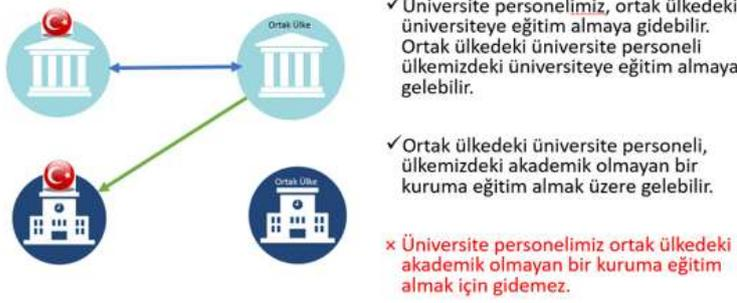 Ortak Ülke
Ortak Ülke
✓ Üniversite personelimiz, ortak ülkedeki
üniversiteye eğitim almaya gidebilir.
Ortak ülkedeki üniversite personeli
ülkemizdeki üniversiteye eğitim almaya
gelebilir.
✓ Ortak ülkedeki üniversite personeli,
ülkemizdeki akademik olmayan bir
kuruma eğitim almak üzere gelebilir.
× Üniversite personelimiz ortak ülkedeki
akademik olmayan bir kuruma eğitim
almak için gidemez.